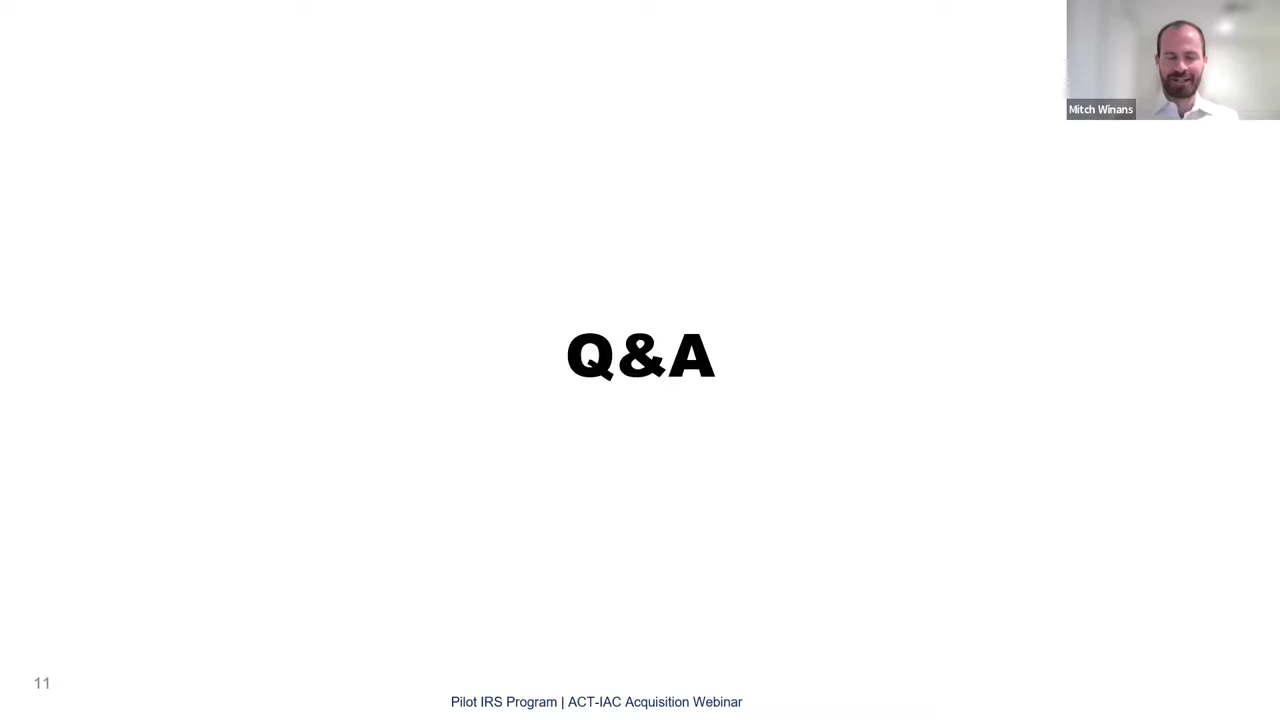 Mitch Winans
Q&A
11
Pilot IRS Program | ACT-IAC Acquisition Webinar